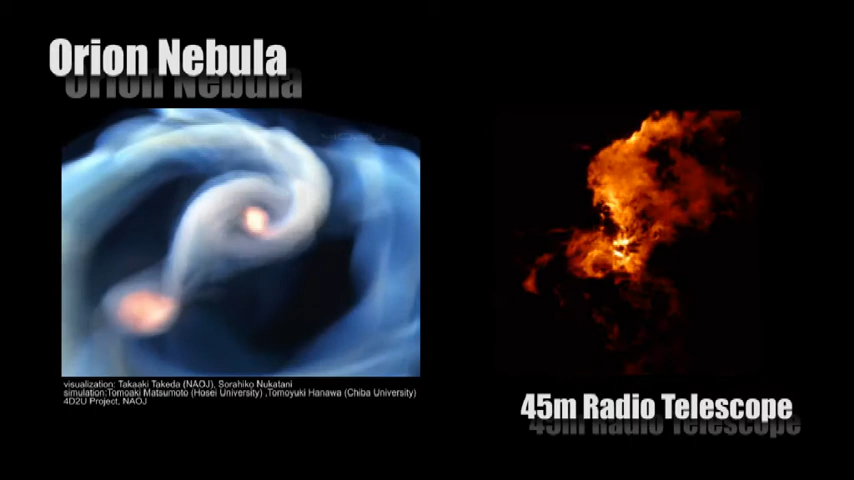 Orion Nebula
visualization: Takaaki Takeda (NAOJ), Sorahiko Nukatani
simulation:Tomoaki Matsumoto (Hosei University) ,Tomoyuki Hanawa (Chiba University)
4D2U Project, NAOJ
45m Radio Telescope